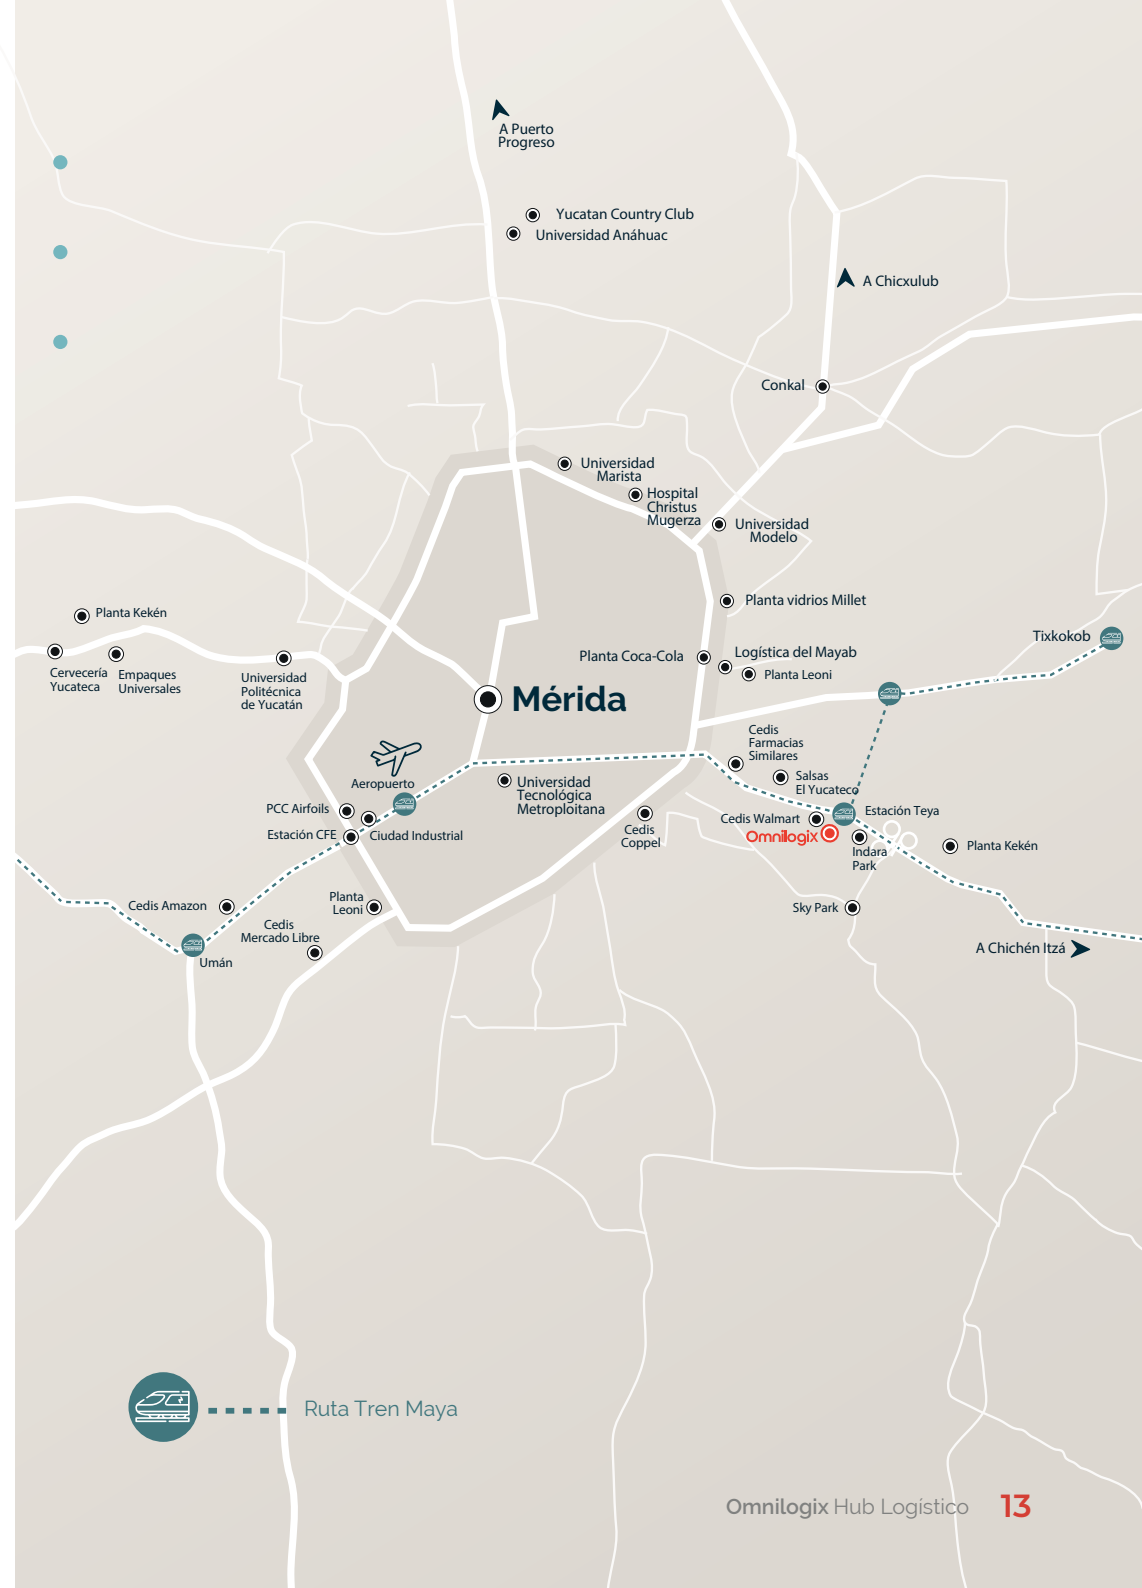 A Puerto
Progreso
Yucatan Country Club
Universidad Anáhuac
A Chicxulub
Conkal
Universidad
Marista
Hospital
Christus
Mugerza
Universidad
Modelo
Planta Kekén
Planta vidrios Millet
Tixkokob
Cervecería
Yucateca
Empaques
Universales
Universidad
Politécnica
de Yucatán
Planta Coca-Cola
Logística del Mayab
Planta Leoni
Mérida
Cedis
Farmacias
Similares
Aeropuerto
Universidad
Tecnológica
Metroploitana
Salsas
El Yucateco
PCC Airfoils
Estación CFE
Ciudad Industrial
Cedis
Coppel
Cedis Walmart
Estación Teya
Omnilogix
Indara
Park
Planta Kekén
Cedis Amazon
Planta
Leoni
Sky Park
Cedis
Mercado Libre
Umán
A Chichén Itzá
Ruta Tren Maya
Omnilogix Hub Logístico 13